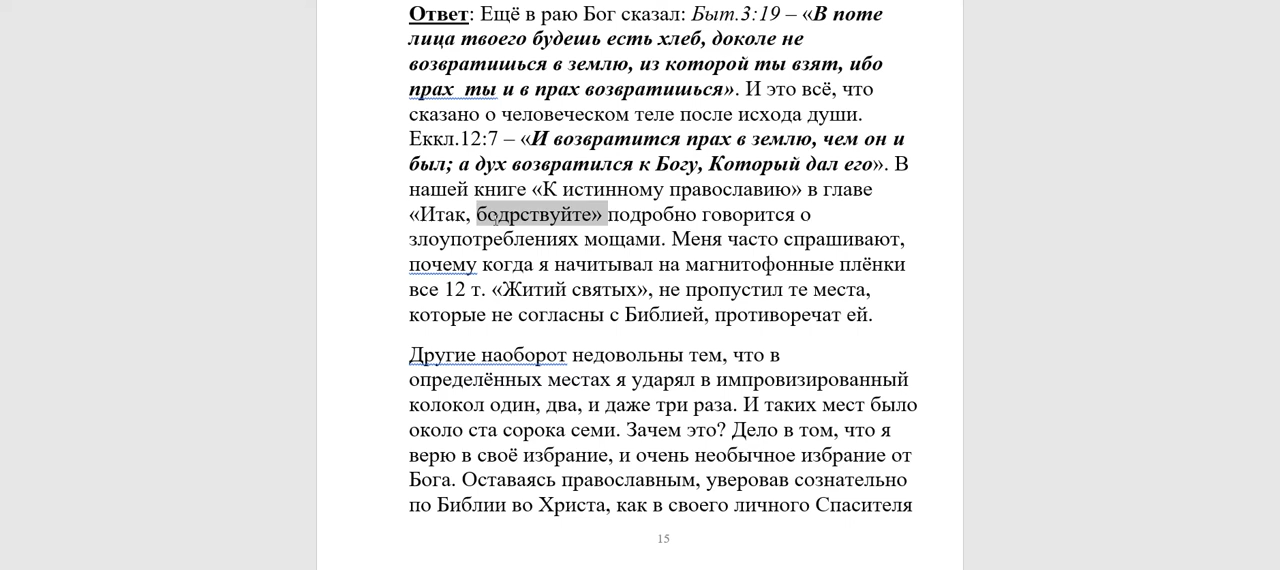 Ответ: Ещё в раю Бог сказал: Быт.3:19 – «В поте
лица твоего будешь есть хлеб, доколе не
возвратишься в землю, из которой ты взят, ибо
прах  ты и в прах возвратишься». И это всё, что
сказано о человеческом теле после исхода души.
Еккл.12:7 – «И возвратится прах в землю, чем он и
был; а дух возвратился к Богу, Который дал его». В
нашей книге «К истинному православию» в главе
«Итак, бодрствуйте» подробно говорится о
злоупотреблениях мощами. Меня часто спрашивают,
почему когда я начитывал на магнитофонные плёнки
все 12 т. «Житий святых», не пропустил те места,
которые не согласны с Библией, противоречат ей.
Другие наоборот недовольны тем, что в
определённых местах я ударял в импровизированный
колокол один, два, и даже три раза. И таких мест было
около ста сорока семи. Зачем это? Дело в том, что я
верю в своё избрание, и очень необычное избрание от
Бога. Оставаясь православным, уверовав сознательно
по Библии во Христа, как в своего личного Спасителя
15